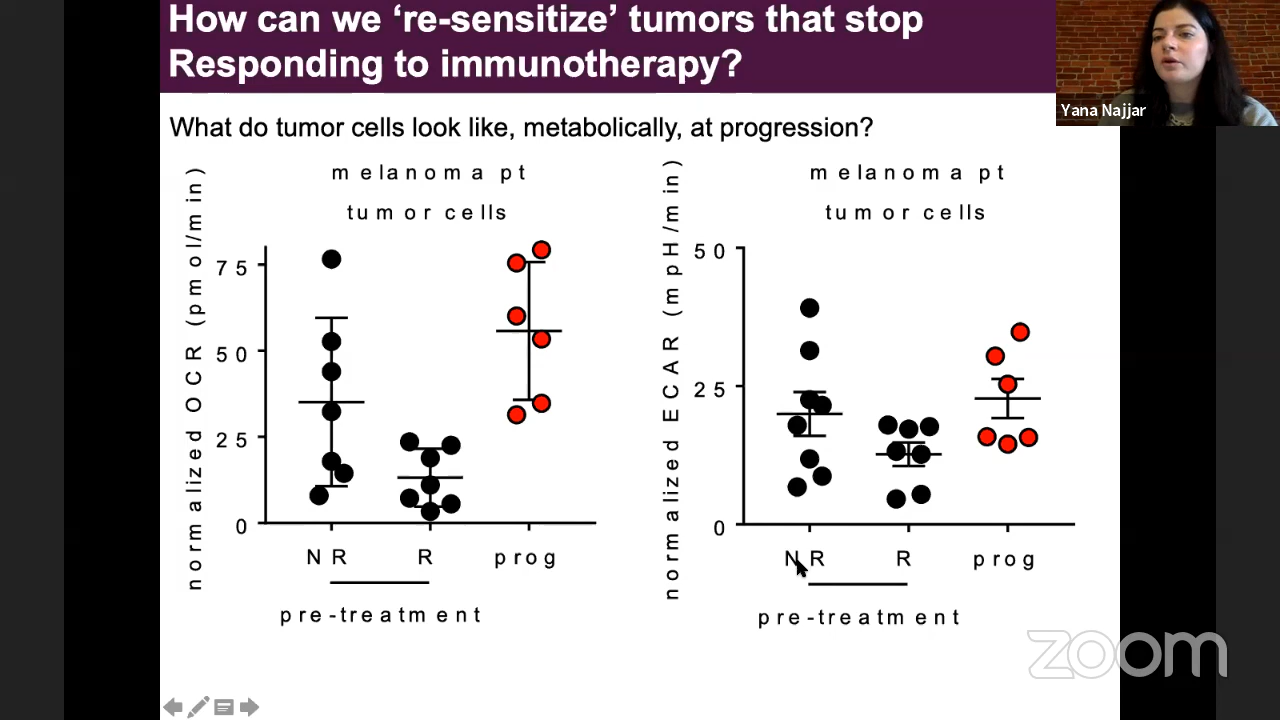 How can we ‘re-sensitize’ tumors that stop
Responding to immunotherapy?
Yana Najjar
What do tumor cells look like, metabolically, at progression?
melanoma pt
tumor cells
normalized OCR (pmol/min)
75
50
25
0
NR R prog
pre-treatment
melanoma pt
tumor cells
normalized ECAR (mpH/min)
50
25
0
NR R prog
pre-treatment
zoom